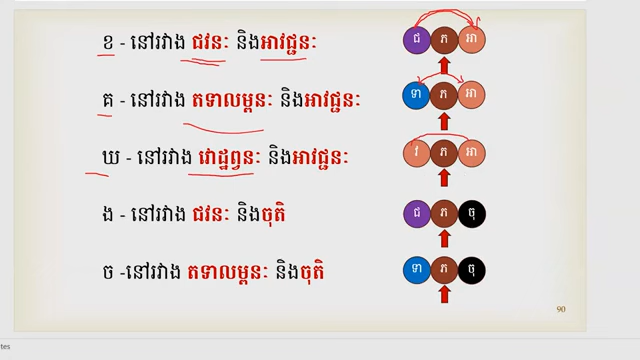 ខ - នៅរវាង ជវនៈ និងអាវជ្ជនៈ
ជ ភ អា
គ - នៅរវាង តទាលម្ពនៈ និងអាវជ្ជនៈ
ទា ភ អា
ឃ - នៅរវាង វោដ្ឋព្វនៈ និងអាវជ្ជនៈ
វ ភ អា
ង - នៅរវាង ជវនៈ និងចុតិ
ជ ភ ចុ
ច -នៅរវាង តទាលម្ពនៈ និងចុតិ
ទា ភ ចុ
90
tes